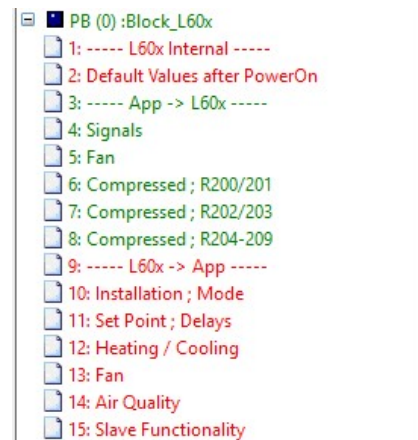 PB (0) :Block_L60x
1: ----- L60x Internal -----
2: Default Values after PowerOn
3: ----- App -> L60x -----
4: Signals
5: Fan
6: Compressed ; R200/201
7: Compressed ; R202/203
8: Compressed ; R204-209
9: ----- L60x -> App -----
10: Installation ; Mode
11: Set Point ; Delays
12: Heating / Cooling
13: Fan
14: Air Quality
15: Slave Functionality